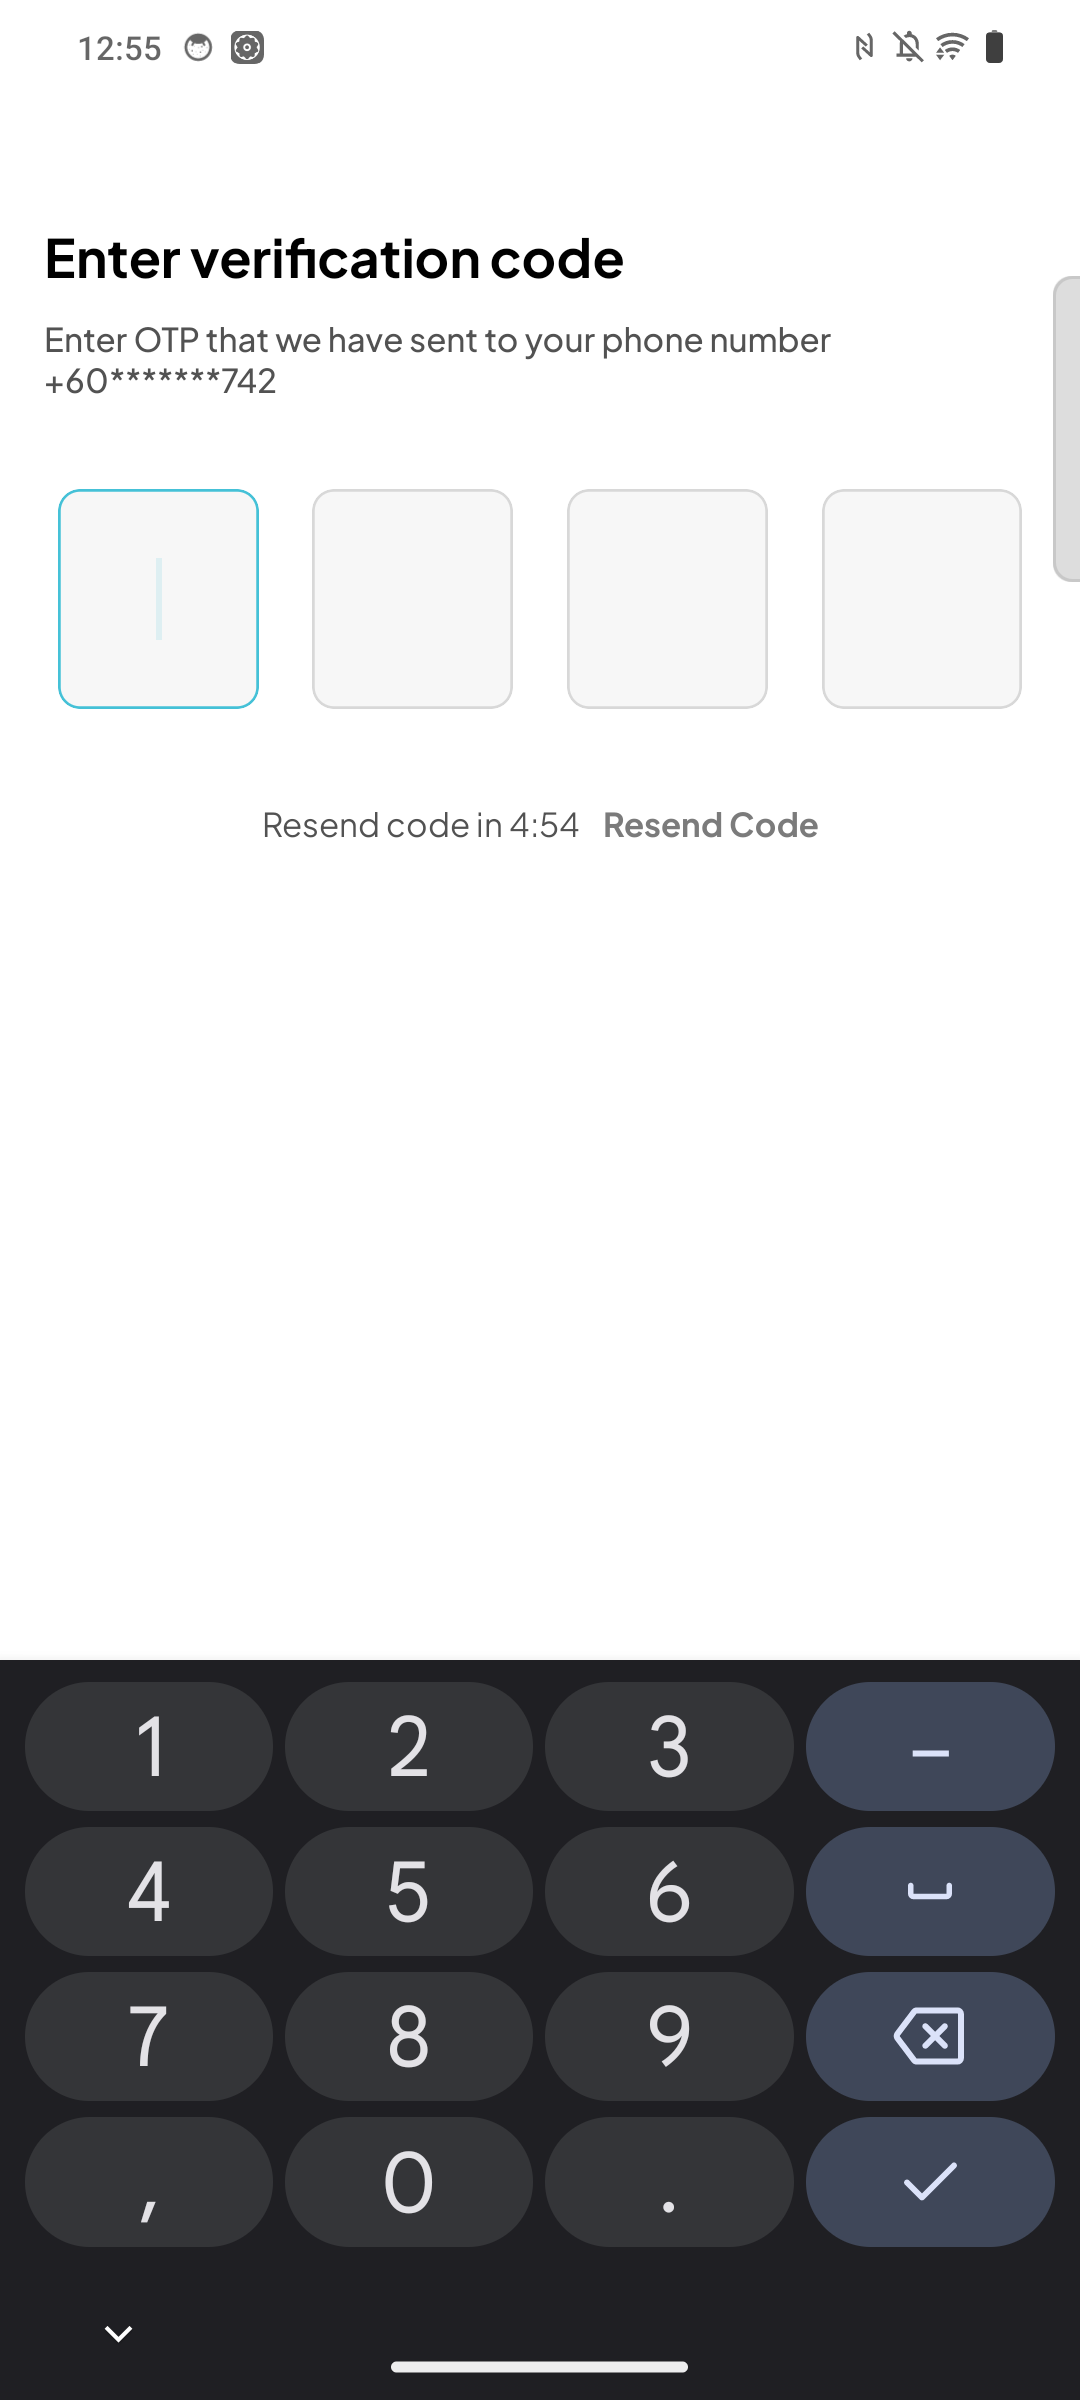 12:55
Enter verification code
Enter OTP that we have sent to your phone number
+60*******742
Resend code in 4:54 Resend Code
1 2 3 –
4 5 6
7 8 9
, 0 .